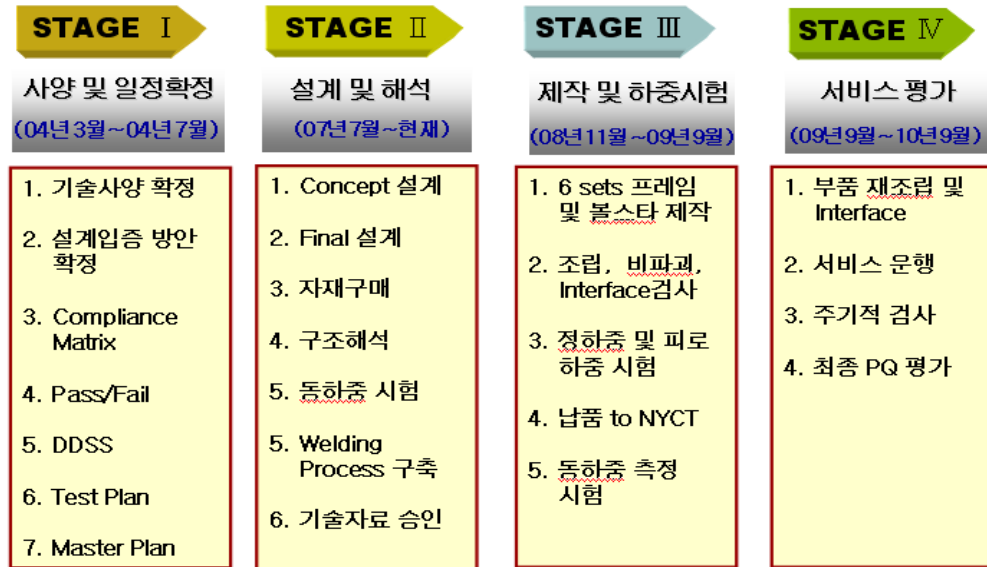 STAGE Ⅰ
사양 및 일정확정
(04년3월~04년7월)
1. 기술사양 확정
2. 설계입증 방안
확정
3. Compliance
Matrix
4. Pass/Fail
5. DDSS
6. Test Plan
7. Master Plan
STAGE Ⅱ
설계 및 해석
(07년7월~현재)
1. Concept 설계
2. Final 설계
3. 자재구매
4. 구조해석
5. 동하중 시험
5. Welding
Process 구축
6. 기술자료 승인
STAGE Ⅲ
제작 및 하중시험
(08년11월~09년9월)
1. 6 sets 프레임
및 볼스타 제작
2. 조립, 비파괴,
Interface검사
3. 정하중 및 피로
하중 시험
4. 납품 to NYCT
5. 동하중 측정
시험
STAGE Ⅳ
서비스 평가
(09년9월~10년9월)
1. 부품 재조립 및
Interface
2. 서비스 운행
3. 주기적 검사
4. 최종 PQ 평가